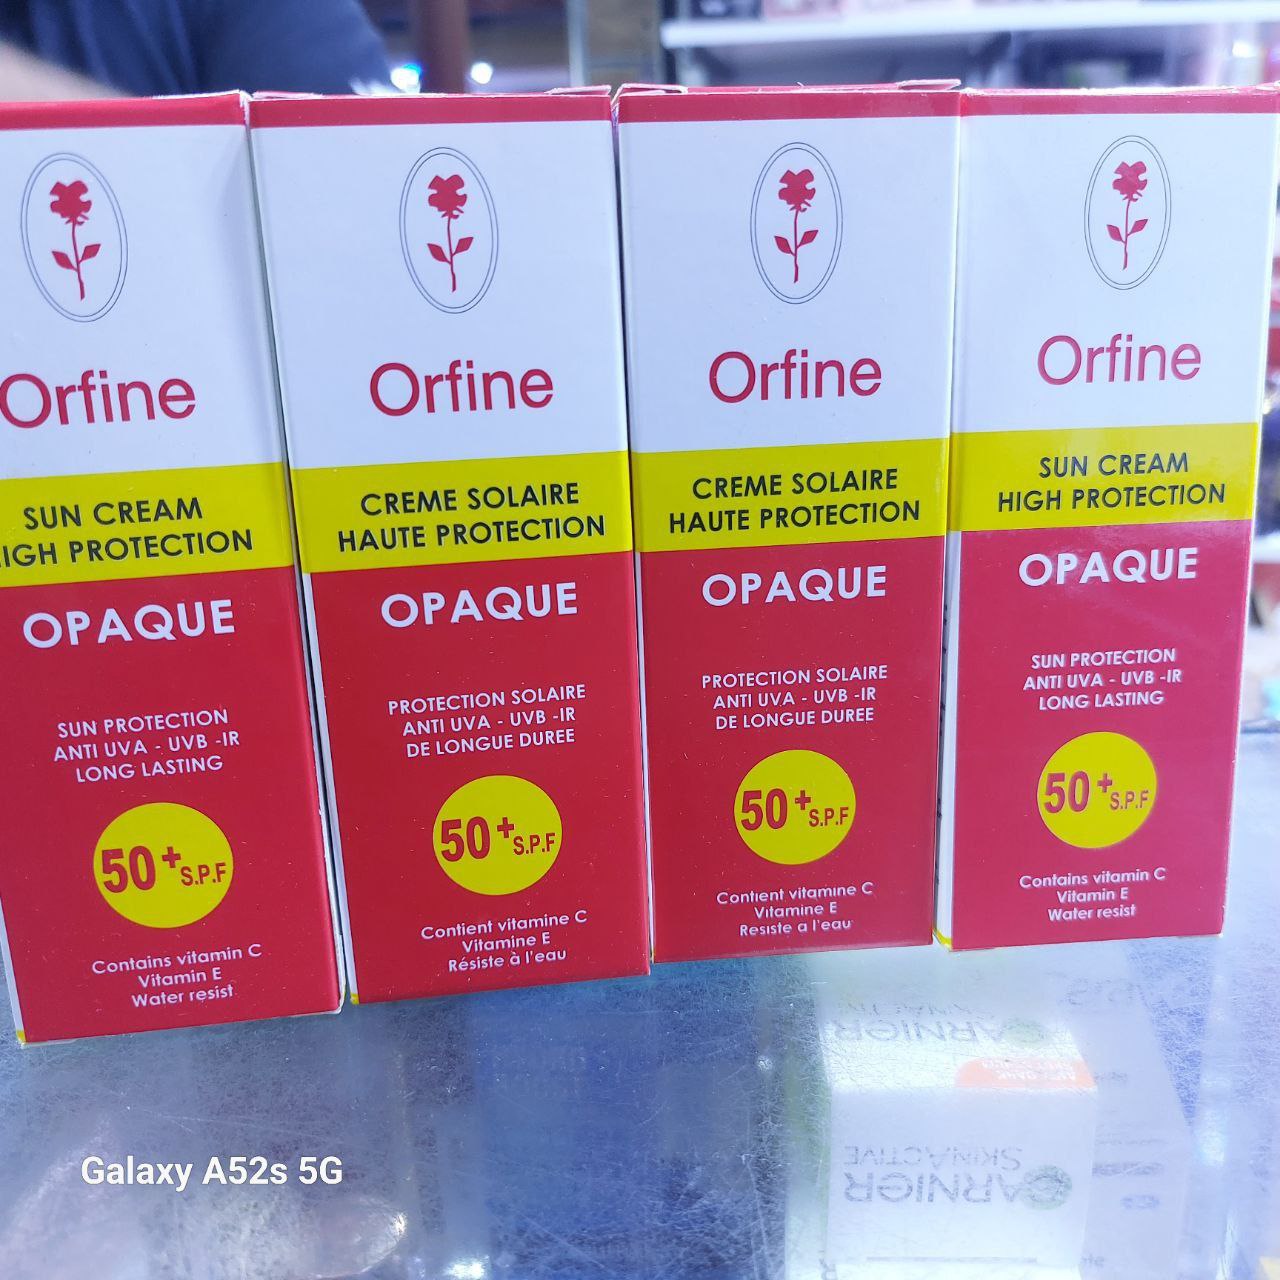 Orfine
SUN CREAM
HIGH PROTECTION
OPAQUE
SUN PROTECTION
ANTI UVA - UVB -IR
LONG LASTING
50+ S.P.F
Contains vitamin C
Vitamin E
Water resist
Orfine
CREME SOLAIRE
HAUTE PROTECTION
OPAQUE
PROTECTION SOLAIRE
ANTI UVA - UVB -IR
DE LONGUE DUREE
50+ S.P.F
Contient vitamine C
Vitamine E
Résiste à l'eau
Orfine
CREME SOLAIRE
HAUTE PROTECTION
OPAQUE
PROTECTION SOLAIRE
ANTI UVA - UVB -IR
DE LONGUE DUREE
50+ S.P.F
Contient vitamine C
Vitamine E
Resiste a l'eau
Orfine
SUN CREAM
HIGH PROTECTION
OPAQUE
SUN PROTECTION
ANTI UVA - UVB -IR
LONG LASTING
50+ S.P.F
Contains vitamin C
Vitamin E
Water resist
GARNIER
SKINACTIVE
GARNIER
SKINACTIVE
Galaxy A52s 5G